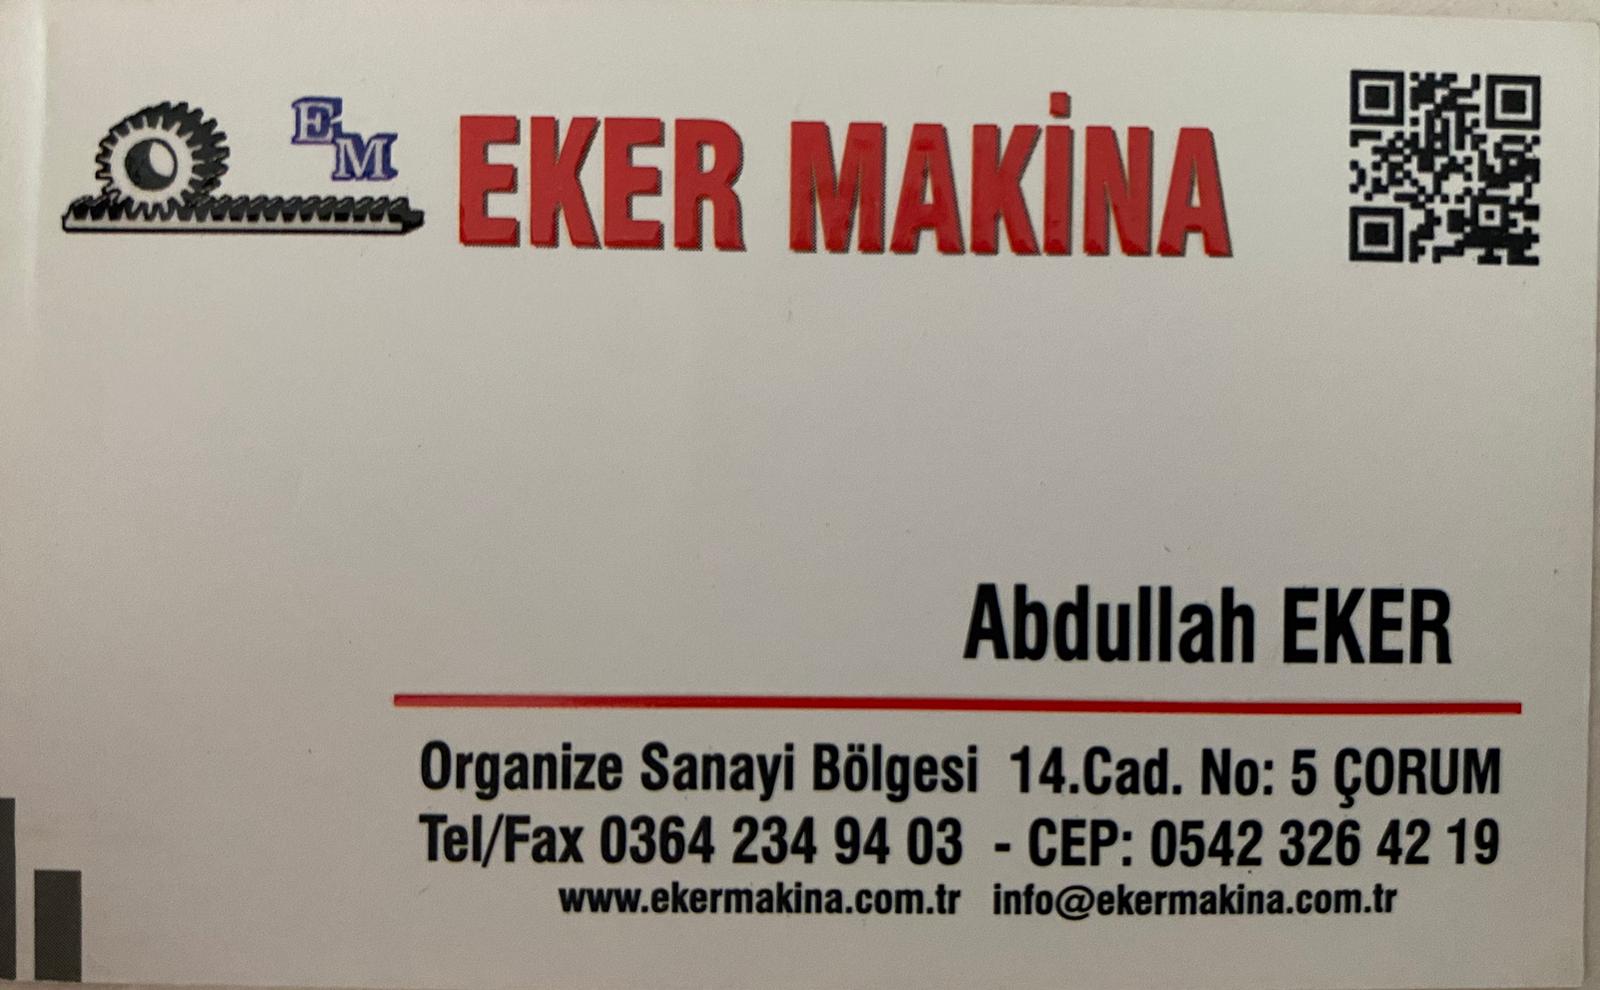 EM
EKER MAKİNA
Abdullah EKER
Organize Sanayi Bölgesi 14.Cad. No: 5 ÇORUM
Tel/Fax 0364 234 94 03 - CEP: 0542 326 42 19
www.ekermakina.com.tr info@ekermakina.com.tr